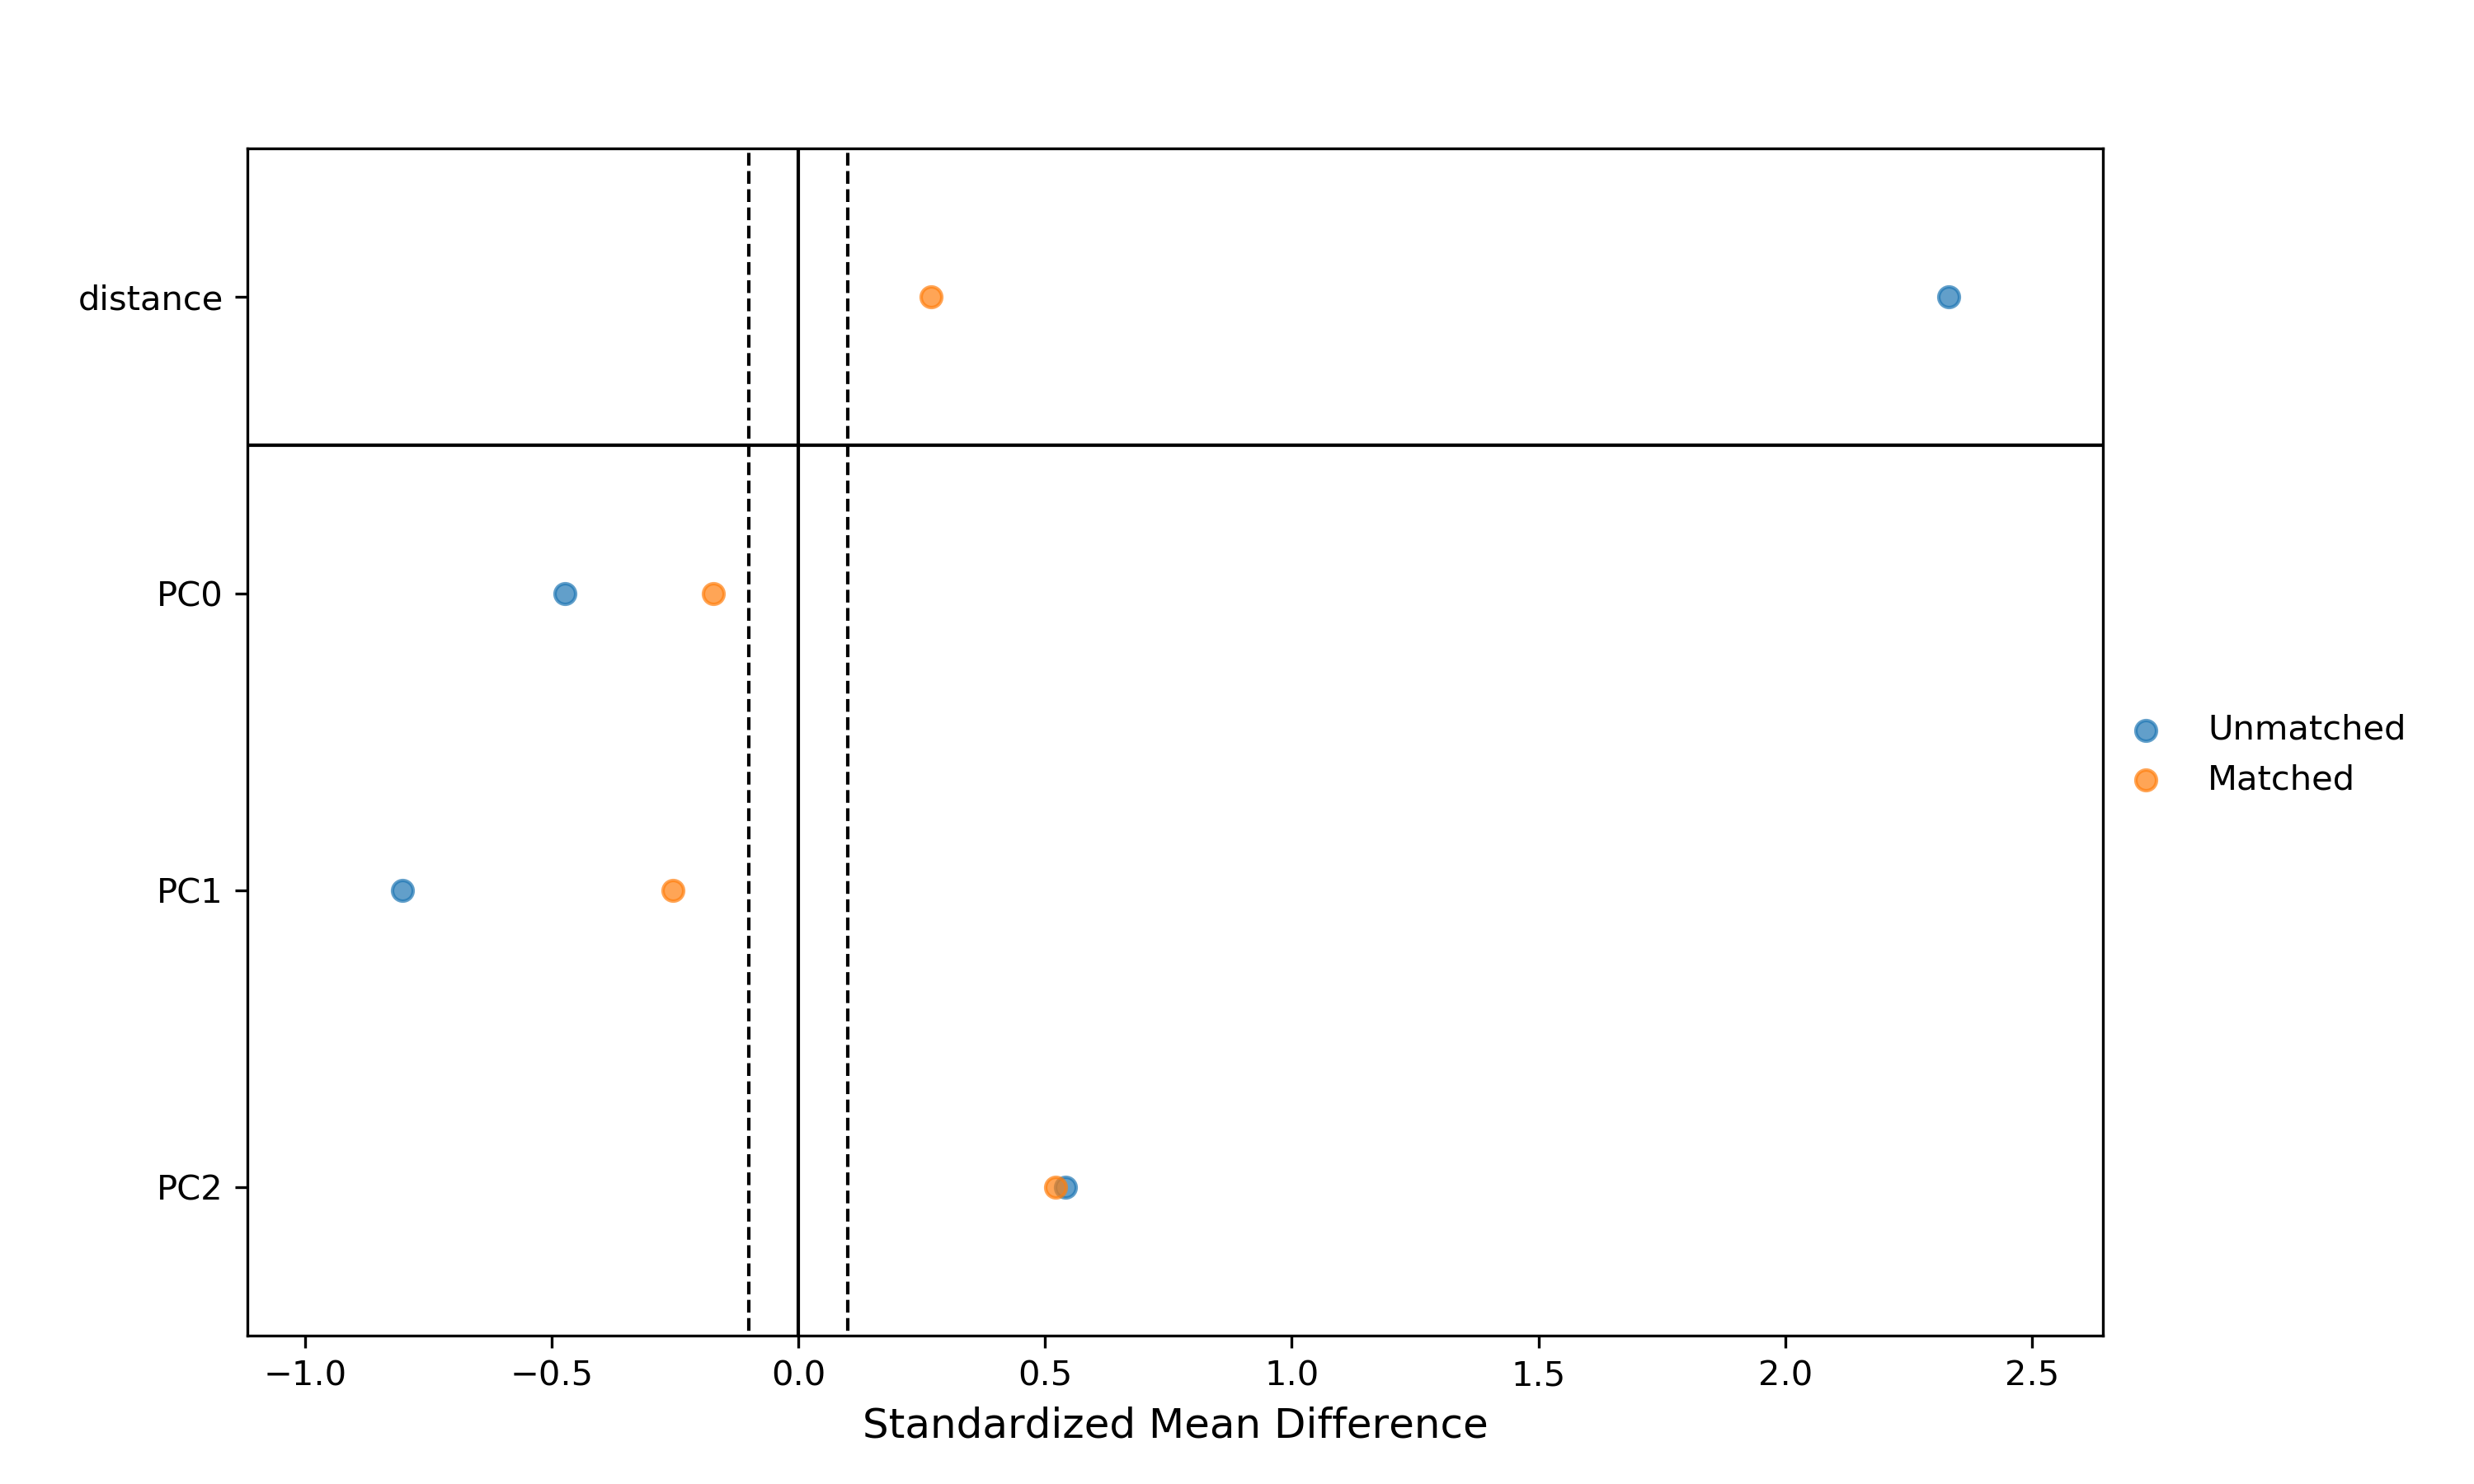 distance
PC0
PC1
PC2
−1.0 −0.5 0.0 0.5 1.0 1.5 2.0 2.5
Standardized Mean Difference
Unmatched
Matched